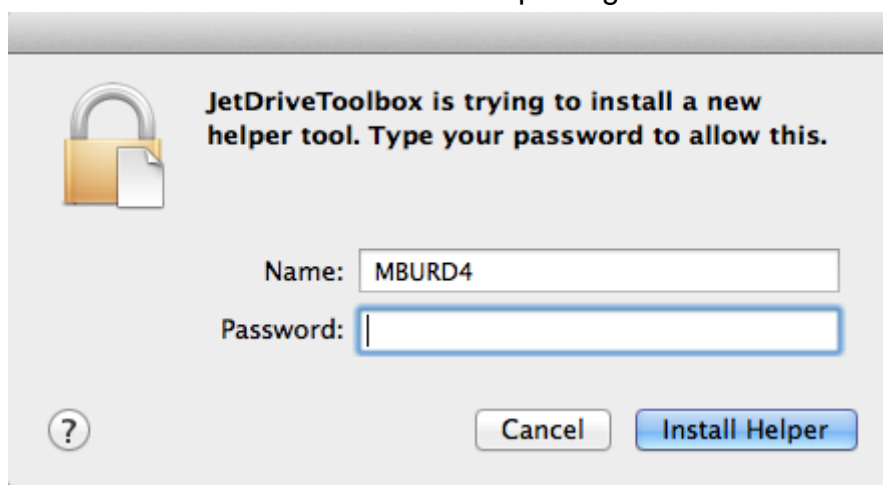 JetDriveToolbox is trying to install a new
helper tool. Type your password to allow this.
Name: MBURD4
Password:
? Cancel Install Helper